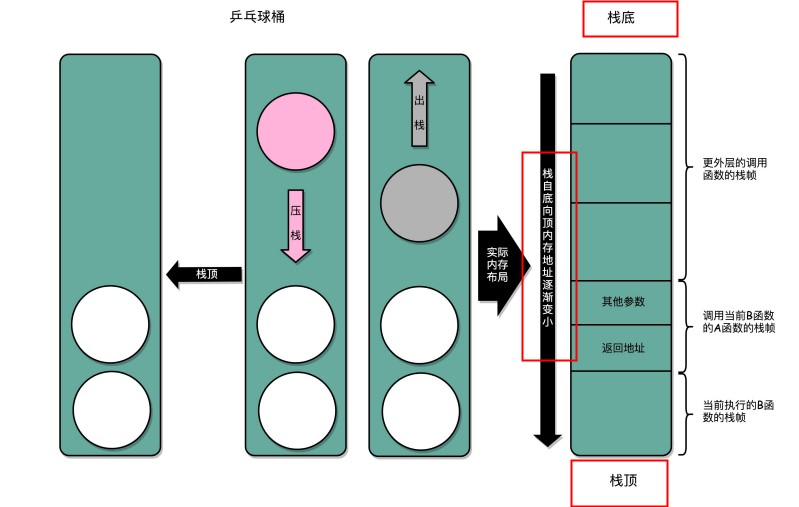 乒乓球桶
栈底
出
栈
压
栈
栈顶
实际
内存
布局
栈自底向顶内存地址逐渐变小
更外层的调用
函数的栈帧
其他参数
返回地址
调用当前B函数
的A函数的栈帧
当前执行的B函
数的栈帧
栈顶